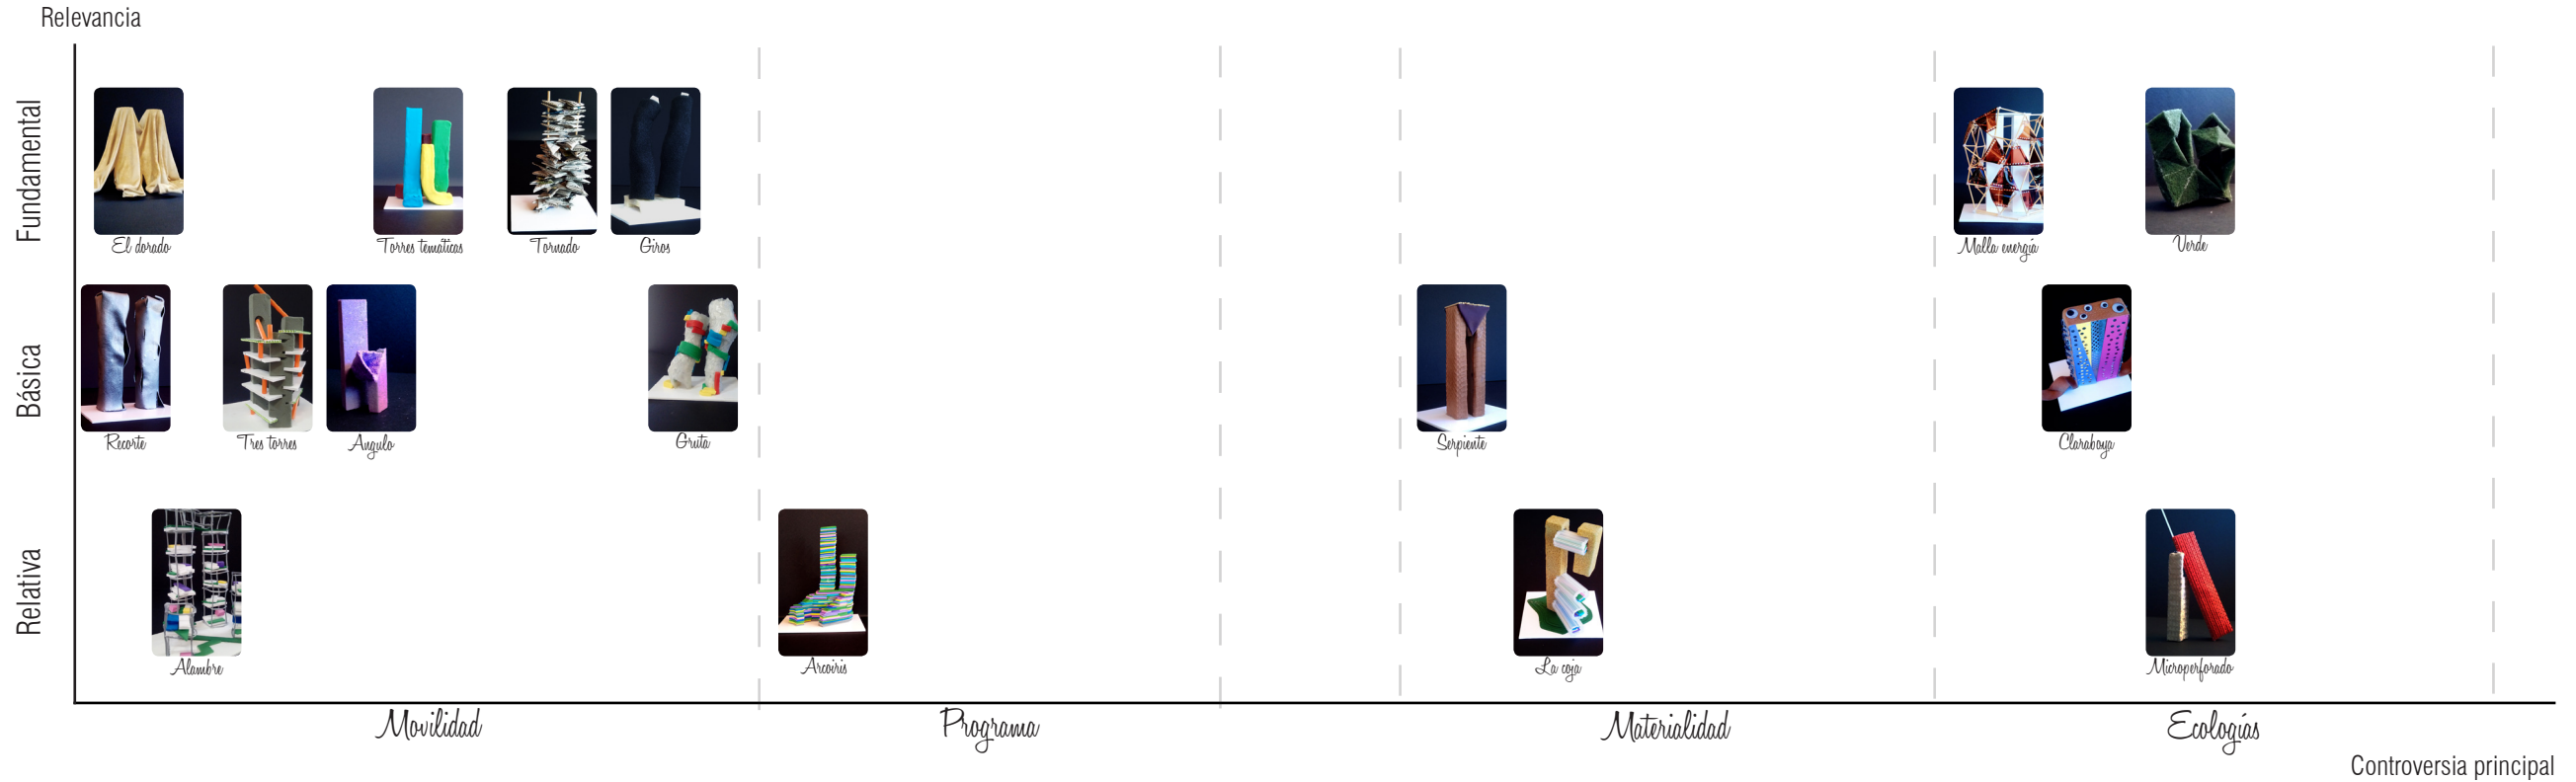 Relevancia
Fundamental
El dorado
Torres temáticas
Tornado
Giros
Malla energía
Verde
Básica
Recorte
Tres torres
Angulo
Gruta
Serpiente
Claraboya
Relativa
Alambre
Arcoiris
La coja
Microperforado
Movilidad
Programa
Materialidad
Ecologías
Controversia principal